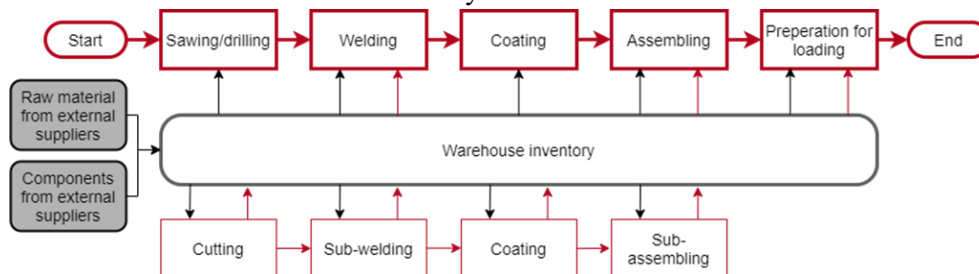 Start
Sawing/drilling
Welding
Coating
Assembling
Preperation for
loading
End
Raw material
from external
suppliers
Warehouse inventory
Components
from external
suppliers
Cutting
Sub-welding
Coating
Sub-
assembling